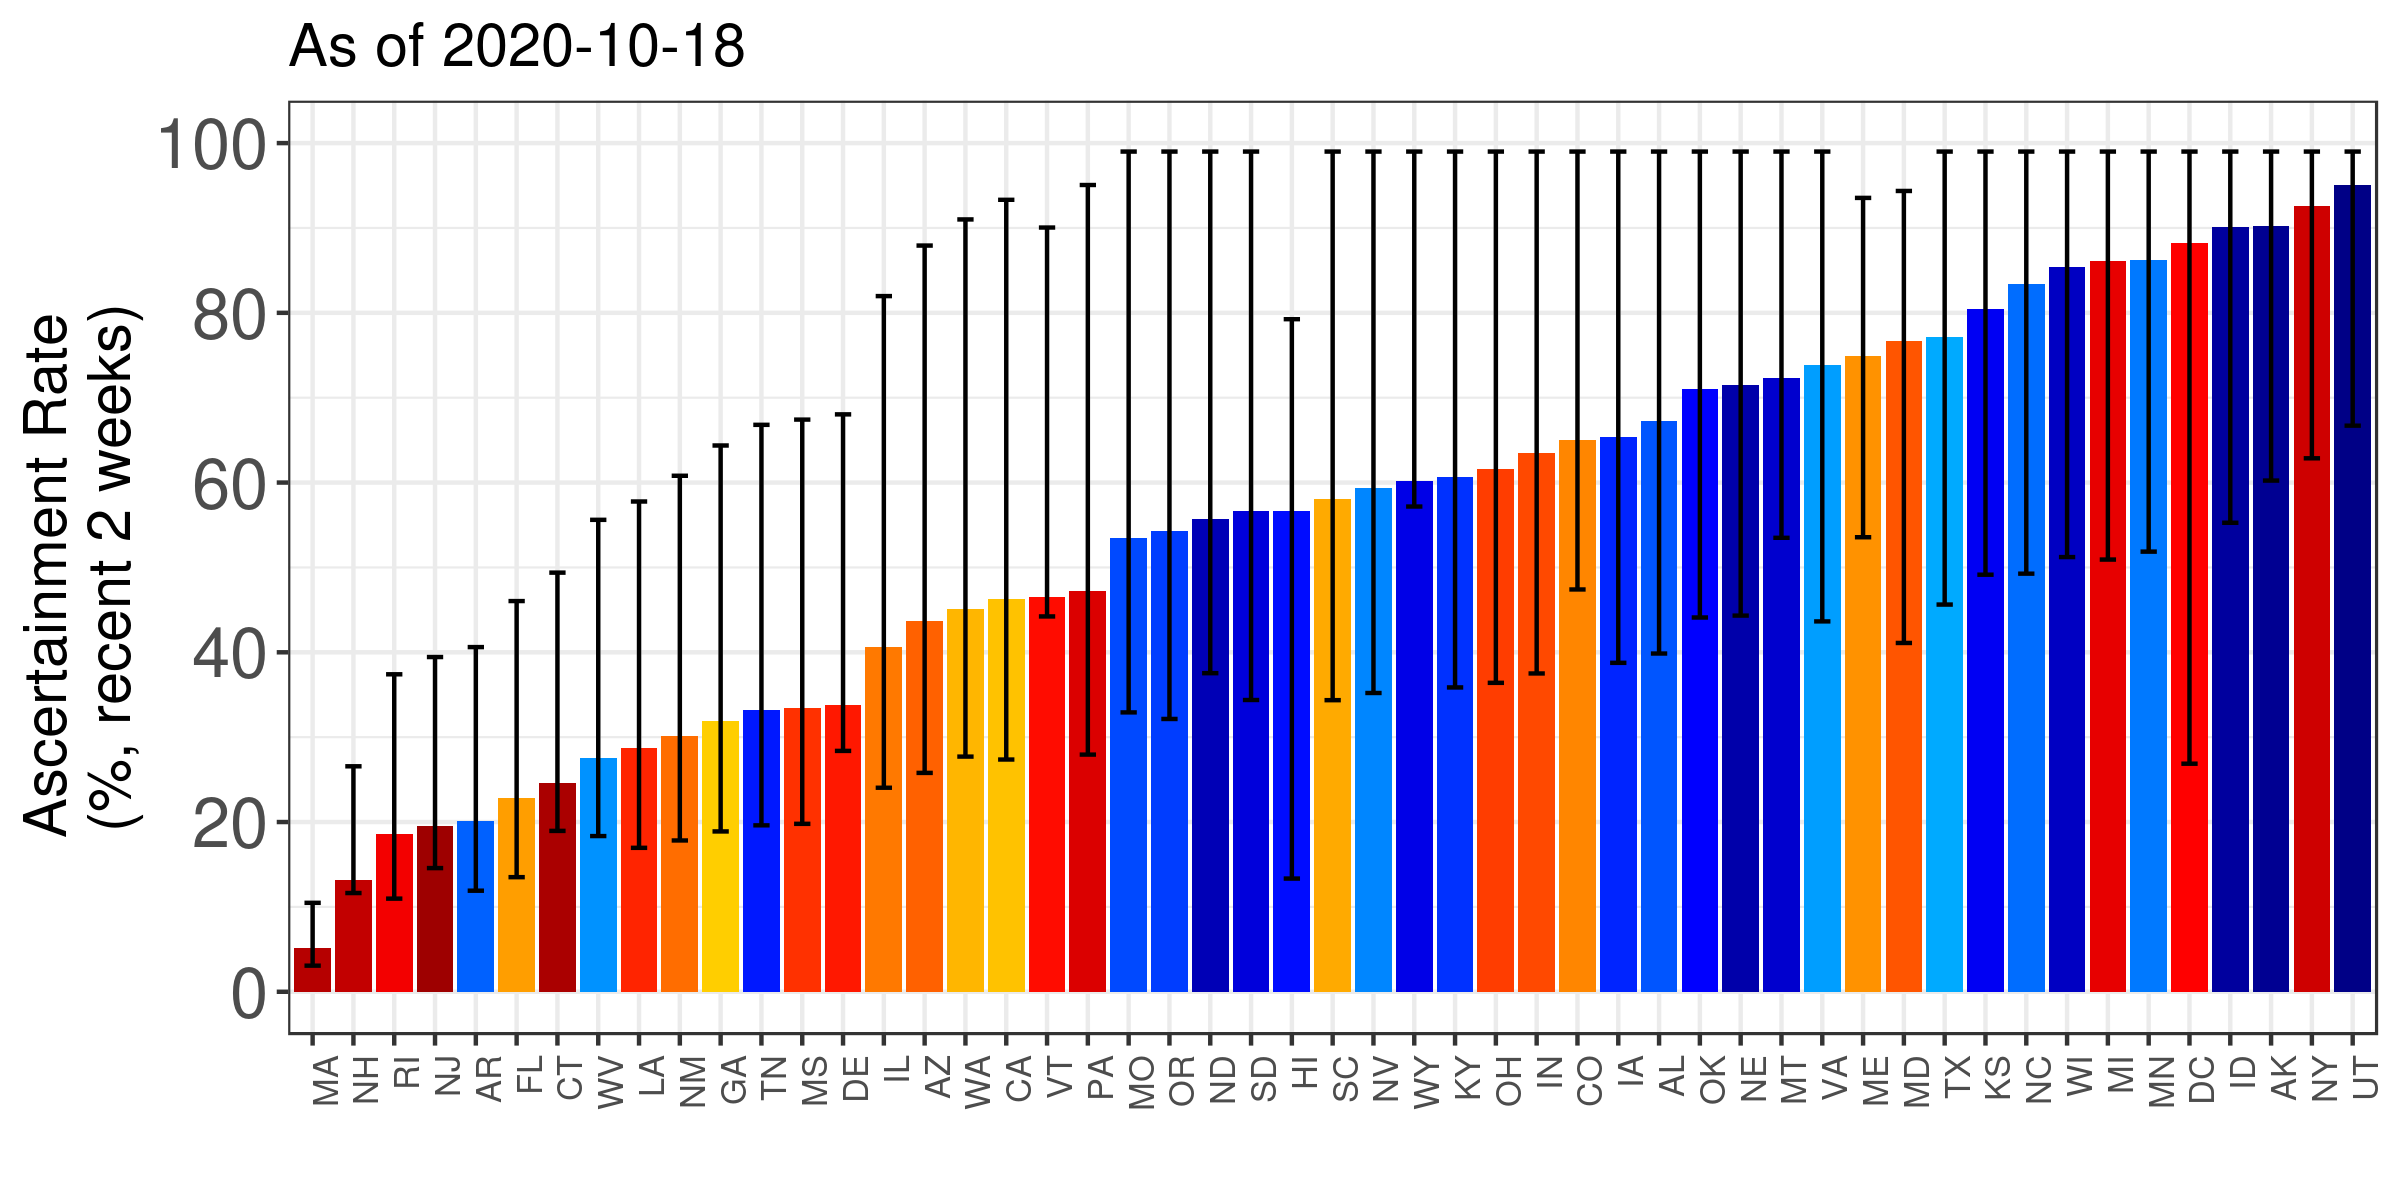 As of 2020-10-18
Ascertainment Rate
(%, recent 2 weeks)
100
80
60
40
20
0
MA NH RI NJ AR FL CT WV LA NM GA TN MS DE IL AZ WA CA VT PA MO OR ND SD HI SC NV WY KY OH IN CO IA AL OK NE MT VA ME MD TX KS NC WI MI MN DC ID AK NY UT